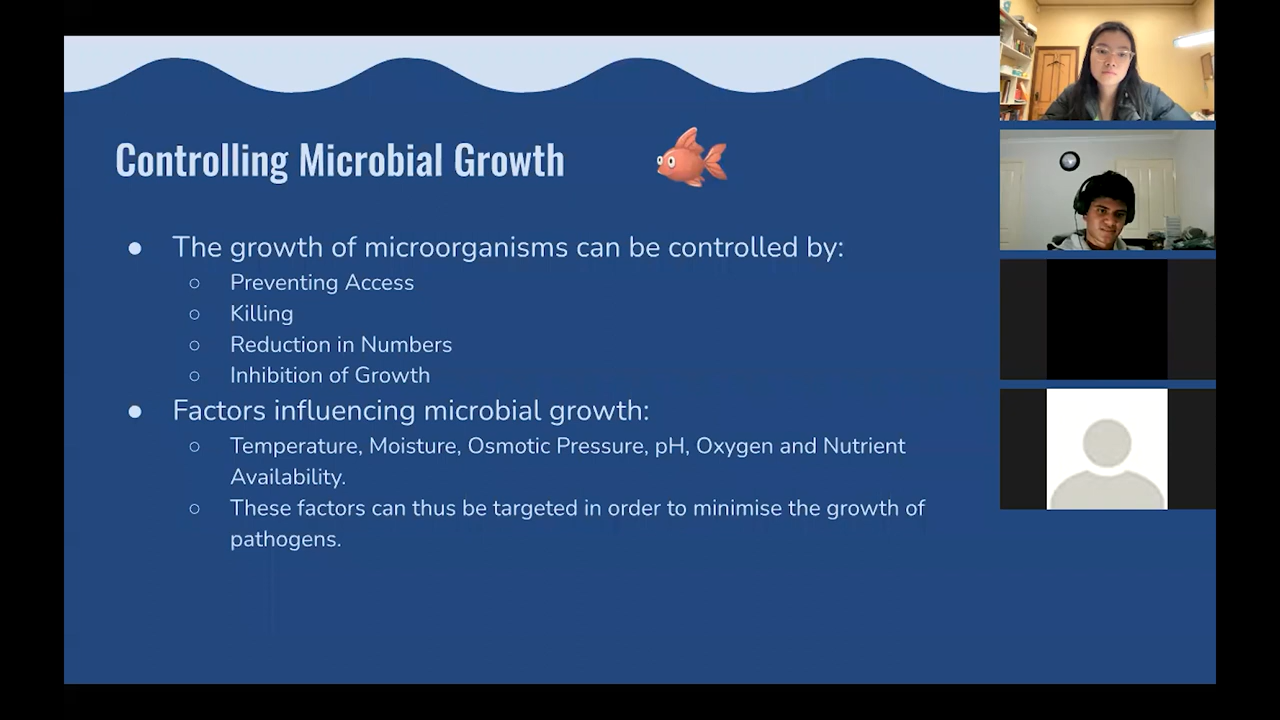 Controlling Microbial Growth
● The growth of microorganisms can be controlled by:
○ Preventing Access
○ Killing
○ Reduction in Numbers
○ Inhibition of Growth
● Factors influencing microbial growth:
○ Temperature, Moisture, Osmotic Pressure, pH, Oxygen and Nutrient
Availability.
○ These factors can thus be targeted in order to minimise the growth of
pathogens.